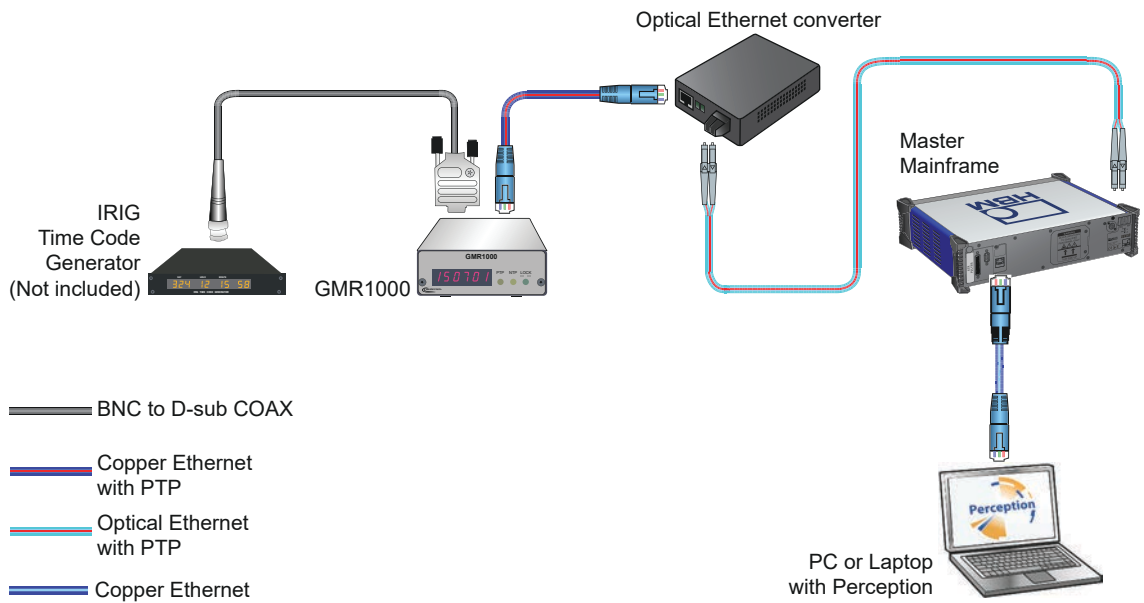 Optical Ethernet converter
Master
Mainframe
HBM
IRIG
Time Code
Generator
(Not included)
324 12 15 58
GMR1000
GMR1000
150701
PTP NTP LOCK
BNC to D-sub COAX
Copper Ethernet
with PTP
Optical Ethernet
with PTP
Copper Ethernet
Perception
PC or Laptop
with Perception